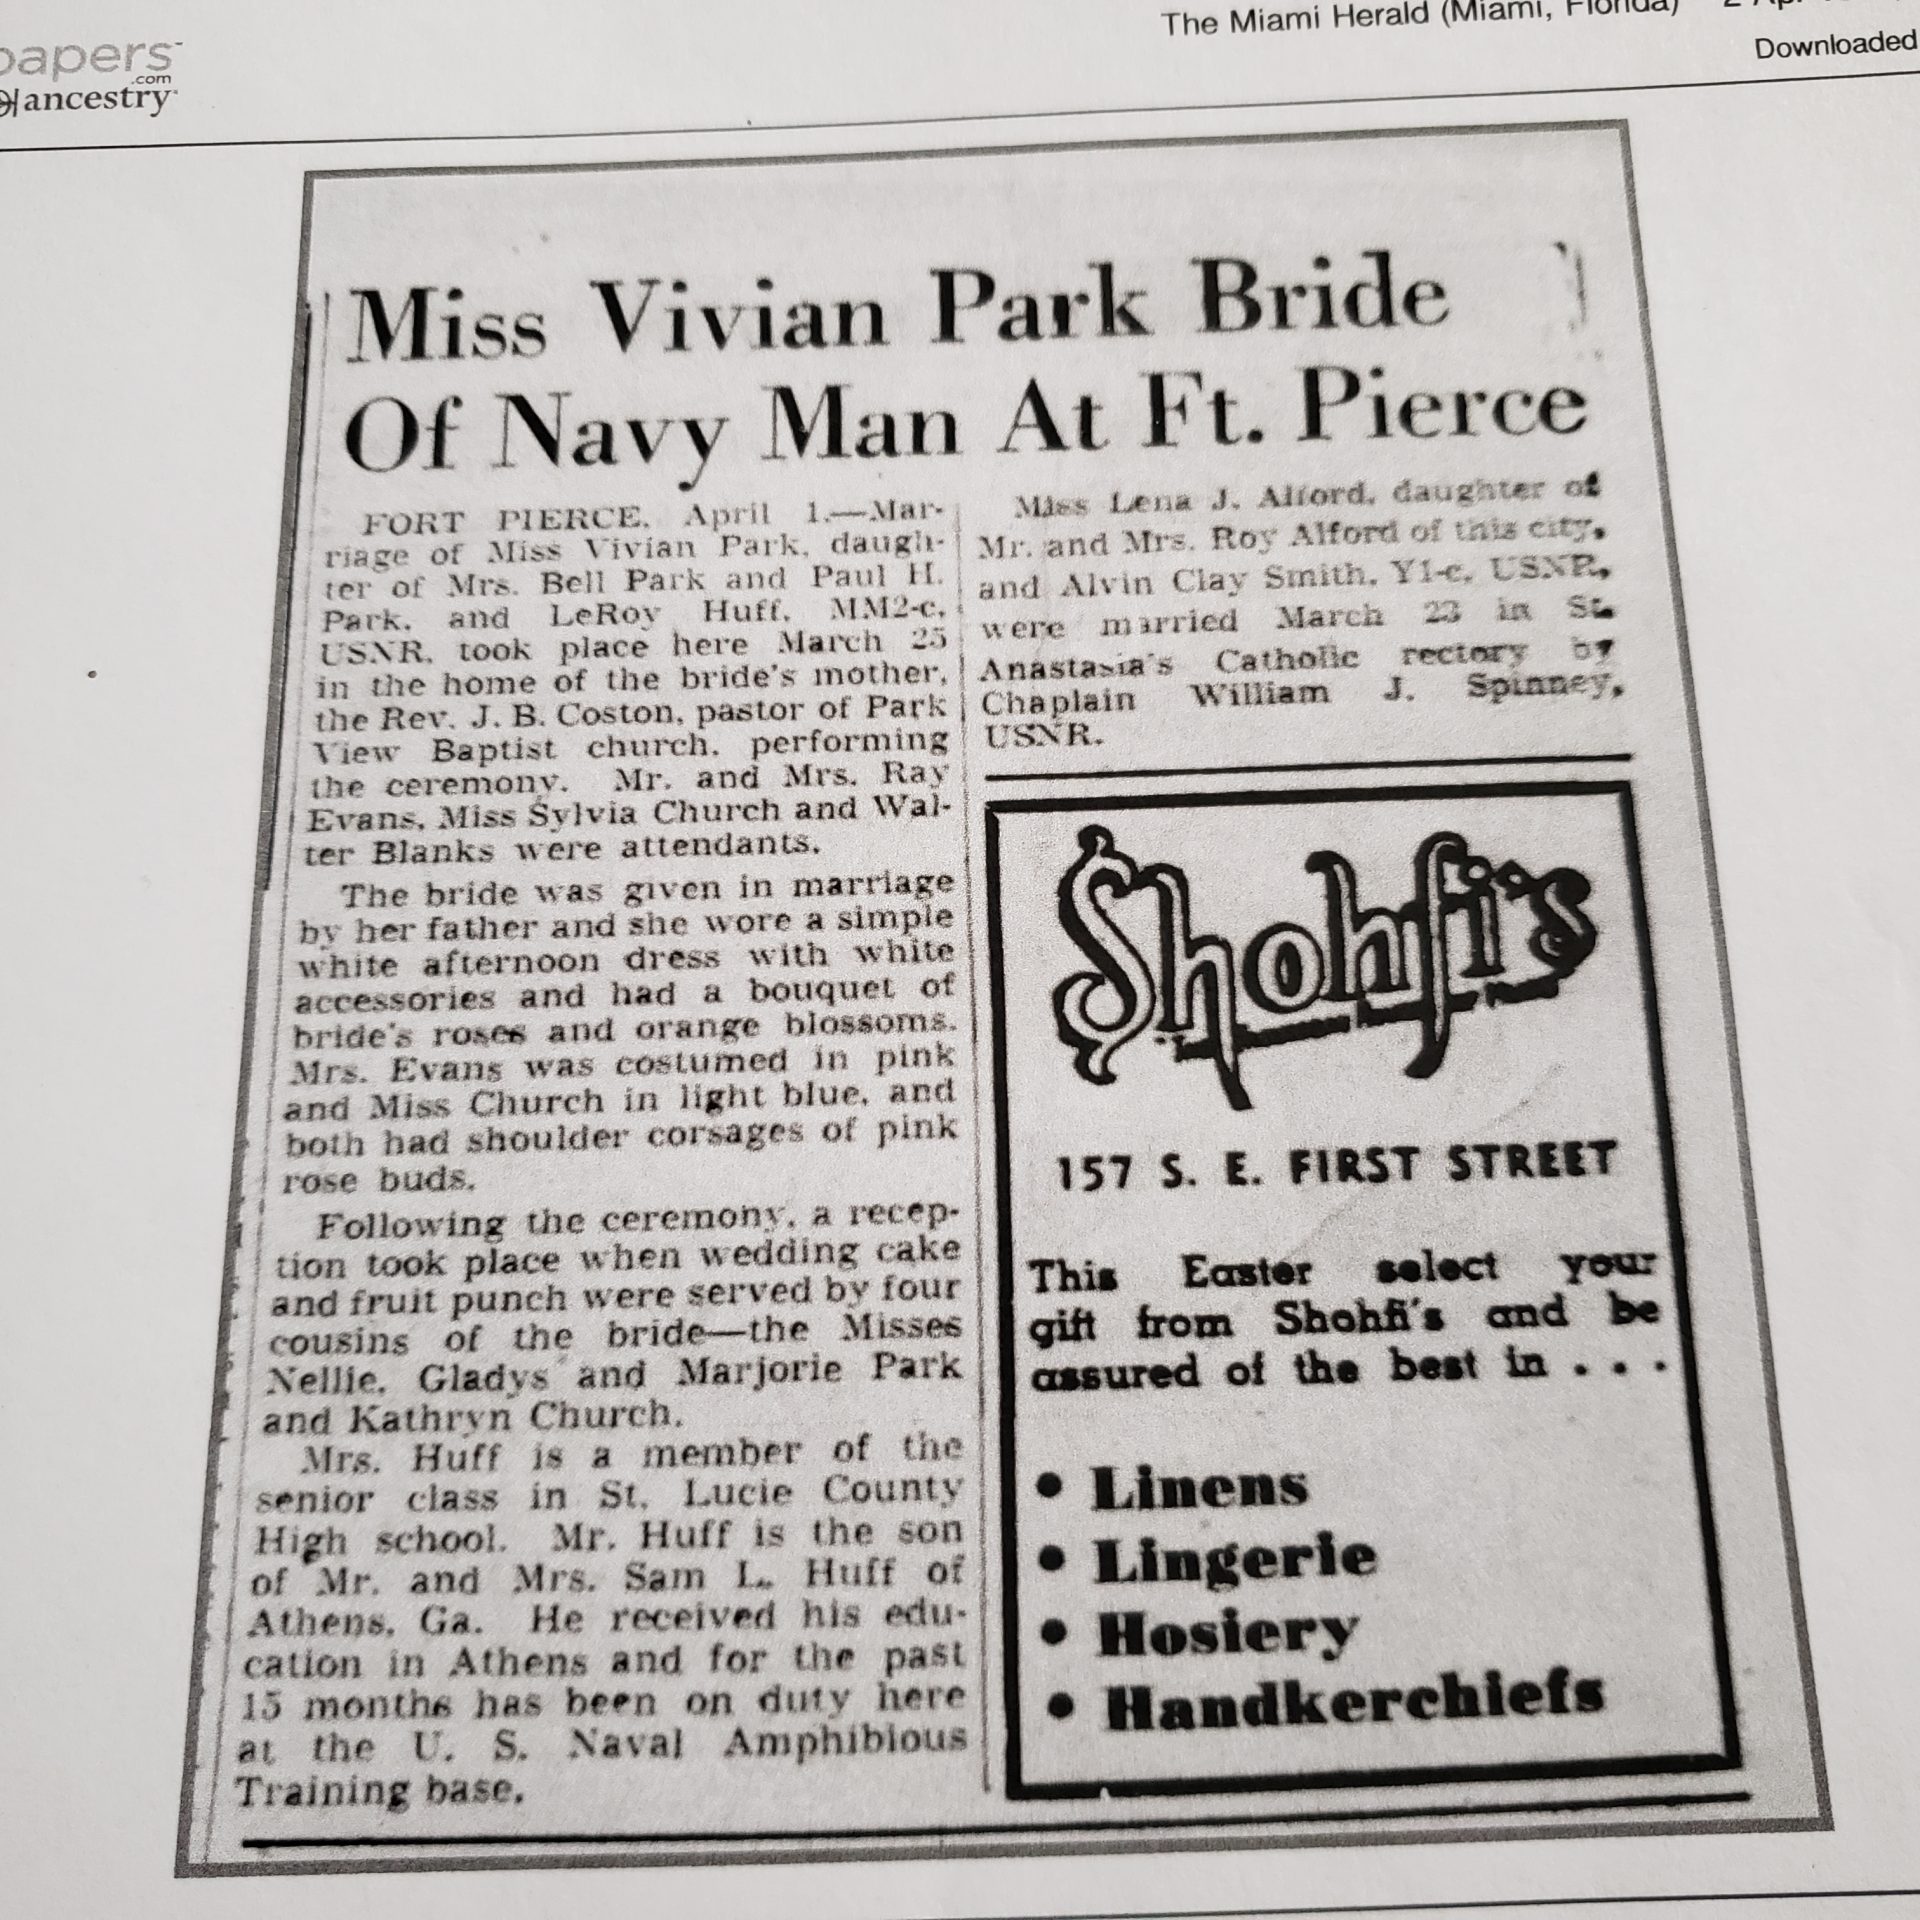 papers
.com
ancestry
The Miami Herald (Miami, Florida)
Downloaded
Miss Vivian Park Bride
Of Navy Man At Ft. Pierce
FORT PIERCE, April 1.—Mar-
riage of Miss Vivian Park, daugh-
ter of Mrs. Bell Park and Paul H.
Park, and LeRoy Huff, MM2-c,
USNR, took place here March 25
in the home of the bride's mother,
the Rev. J. B. Coston, pastor of Park
View Baptist church, performing
the ceremony. Mr. and Mrs. Ray
Evans, Miss Sylvia Church and Wal-
ter Blanks were attendants.
The bride was given in marriage
by her father and she wore a simple
white afternoon dress with white
accessories and had a bouquet of
bride's roses and orange blossoms.
Mrs. Evans was costumed in pink
and Miss Church in light blue, and
both had shoulder corsages of pink
rose buds.
Following the ceremony, a recep-
tion took place when wedding cake
and fruit punch were served by four
cousins of the bride—the Misses
Nellie, Gladys and Marjorie Park
and Kathryn Church.
Mrs. Huff is a member of the
senior class in St. Lucie County
High school. Mr. Huff is the son
of Mr. and Mrs. Sam L. Huff of
Athens, Ga. He received his edu-
cation in Athens and for the past
15 months has been on duty here
at the U. S. Naval Amphibious
Training base.
Miss Lena J. Alford, daughter of
Mr. and Mrs. Roy Alford of this city,
and Alvin Clay Smith, Y1-c, USNR,
were married March 23 in St.
Anastasia's Catholic rectory by
Chaplain William J. Spinney,
USNR.
Shohfi's
157 S. E. FIRST STREET
This Easter select your
gift from Shohfi's and be
assured of the best in . . .
• Linens
• Lingerie
• Hosiery
• Handkerchiefs